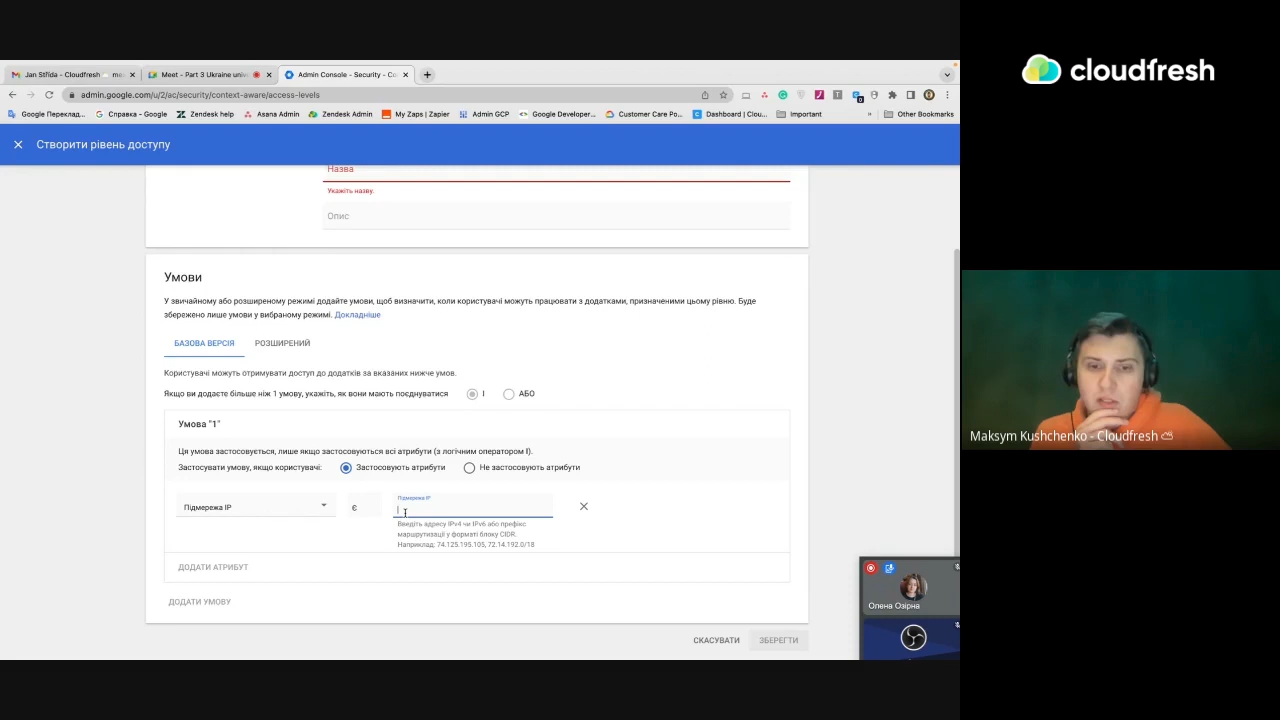 Jan Střída - Cloudfresh
Meet - Part 3 Ukraine univ
Admin Console - Security - Co
admin.google.com/u/2/ac/security/context-aware/access-levels
Google Переклад...
Справка - Google
Zendesk help
Asana Admin
Zendesk Admin
My Zaps | Zapier
Admin GCP
Google Developer...
Customer Care Po...
Dashboard | Clou...
Important
»
Other Bookmarks
Створити рівень доступу
Назва
Укажіть назву.
Опис
Умови
У звичайному або розширеному режимі додайте умови, щоб визначити, коли користувачі можуть працювати з додатками, призначеними цьому рівню. Буде
збережено лише умови у вибраному режимі. Докладніше
БАЗОВА ВЕРСІЯ РОЗШИРЕНИЙ
Користувачі можуть отримувати доступ до додатків за вказаних нижче умов.
Якщо ви додаєте більше ніж 1 умову, укажіть, як вони мають поєднуватися І АБО
Умова "1"
Ця умова застосовується, лише якщо застосовуються всі атрибути (з логічним оператором І).
Застосувати умову, якщо користувачі: Застосовують атрибути Не застосовують атрибути
Підмережа IP
Підмережа IP є
Введіть адресу IPv4 чи IPv6 або префікс
маршрутизації у форматі блоку CIDR.
Наприклад: 74.125.195.105, 72.14.192.0/18
ДОДАТИ АТРИБУТ
ДОДАТИ УМОВУ
СКАСУВАТИ ЗБЕРЕГТИ
Олена Озірна
cloudfresh
Maksym Kushchenko - Cloudfresh